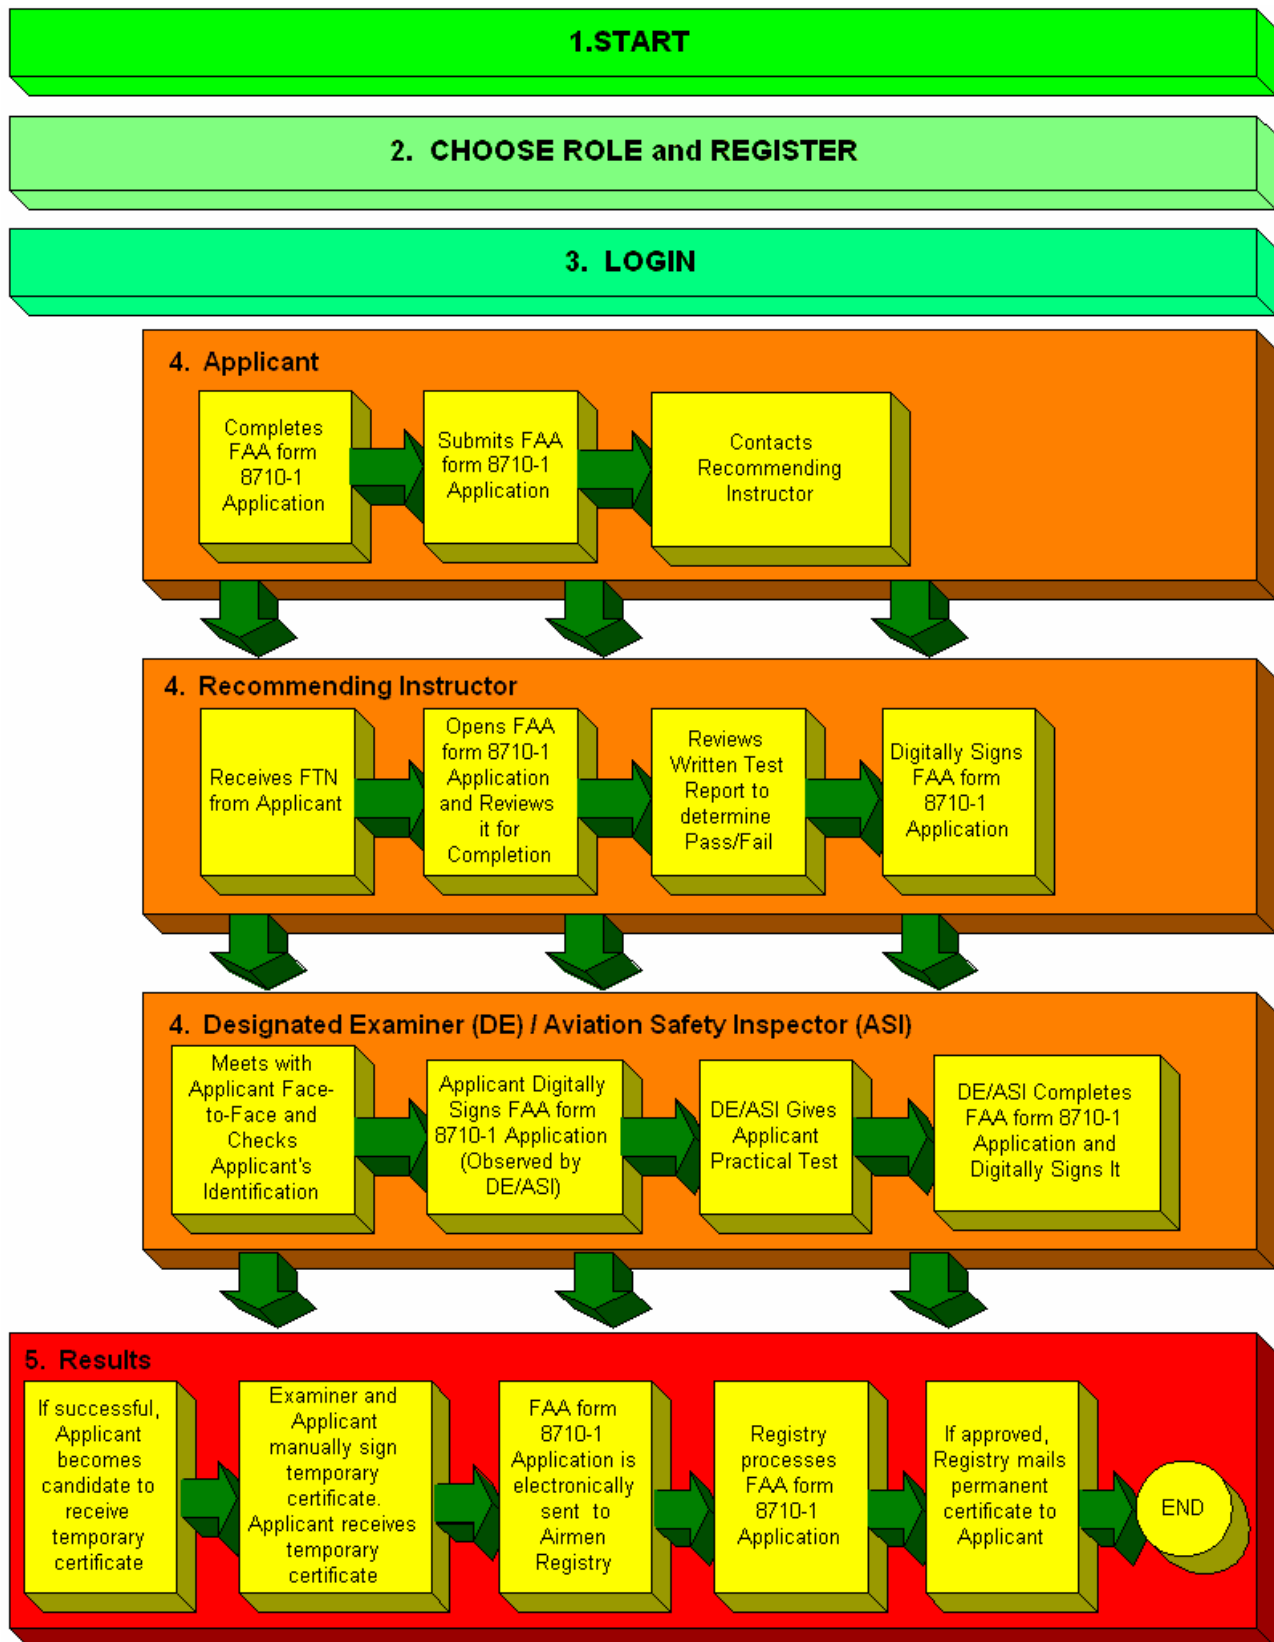 1.START
2. CHOOSE ROLE and REGISTER
3. LOGIN
4. Applicant
Completes
FAA form
8710-1
Application
Submits FAA
form 8710-1
Application
Contacts
Recommending
Instructor
4. Recommending Instructor
Receives FTN
from Applicant
Opens FAA
form 8710-1
Application
and Reviews
it for
Completion
Reviews
Written Test
Report to
determine
Pass/Fail
Digitally Signs
FAA form
8710-1
Application
4. Designated Examiner (DE) / Aviation Safety Inspector (ASI)
Meets with
Applicant Face-
to-Face and
Checks
Applicant's
Identification
Applicant Digitally
Signs FAA form
8710-1 Application
(Observed by
DE/ASI)
DE/ASI Gives
Applicant
Practical Test
DE/ASI Completes
FAA form 8710-1
Application and
Digitally Signs It
5. Results
If successful,
Applicant
becomes
candidate to
receive
temporary
certificate
Examiner and
Applicant
manually sign
temporary
certificate.
Applicant receives
temporary
certificate
FAA form
8710-1
Application is
electronically
sent to
Airmen
Registry
Registry
processes
FAA form
8710-1
Application
If approved,
Registry mails
permanent
certificate to
Applicant
END